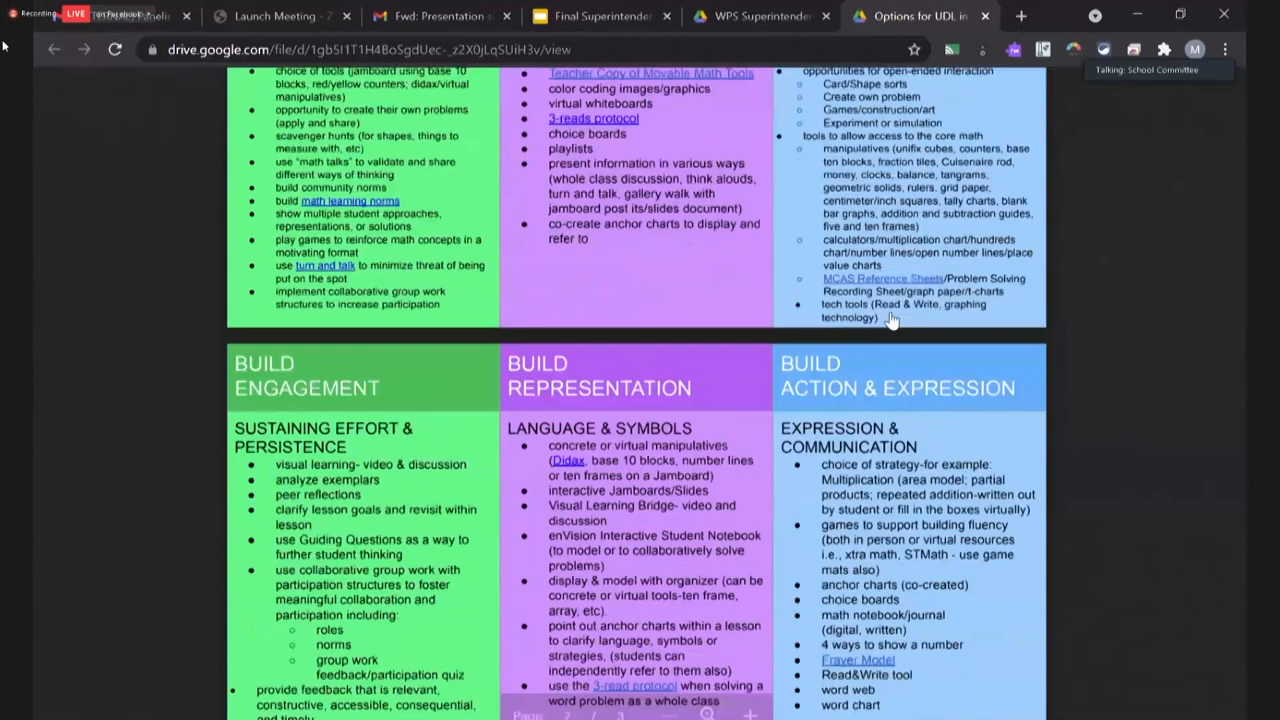 Recording
LIVE
on Facebook
Launch Meeting - Z
Fwd: Presentation s
Final Superintender
WPS Superintender
Options for UDL in
drive.google.com/file/d/1gb5I1T1H4BoSgdUec-_z2X0jLqSUiH3v/view
M
Talking: School Committee
choice of tools (jamboard using base 10
blocks, red/yellow counters; didax/virtual
manipulatives)
opportunity to create their own problems
(apply and share)
scavenger hunts (for shapes, things to
measure with, etc)
use "math talks" to validate and share
different ways of thinking
build community norms
build math learning norms
show multiple student approaches,
representations, or solutions
play games to reinforce math concepts in a
motivating format
use turn and talk to minimize threat of being
put on the spot
implement collaborative group work
structures to increase participation
Teacher Copy of Movable Math Tools
color coding images/graphics
virtual whiteboards
3-reads protocol
choice boards
playlists
present information in various ways
(whole class discussion, think alouds,
turn and talk, gallery walk with
jamboard post its/slides document)
co-create anchor charts to display and
refer to
opportunities for open-ended interaction
Card/Shape sorts
Create own problem
Games/construction/art
Experiment or simulation
tools to allow access to the core math
manipulatives (unifix cubes, counters, base
ten blocks, fraction tiles, Cuisenaire rod,
money, clocks, balance, tangrams,
geometric solids, rulers, grid paper,
centimeter/inch squares, tally charts, blank
bar graphs, addition and subtraction guides,
five and ten frames)
calculators/multiplication chart/hundreds
chart/number lines/open number lines/place
value charts
MCAS Reference Sheets/Problem Solving
Recording Sheet/graph paper/t-charts
tech tools (Read & Write, graphing
technology)
BUILD
ENGAGEMENT
SUSTAINING EFFORT &
PERSISTENCE
visual learning- video & discussion
analyze exemplars
peer reflections
clarify lesson goals and revisit within
lesson
use Guiding Questions as a way to
further student thinking
use collaborative group work with
participation structures to foster
meaningful collaboration and
participation including:
roles
norms
group work
feedback/participation quiz
provide feedback that is relevant,
constructive, accessible, consequential,
and timely
BUILD
REPRESENTATION
LANGUAGE & SYMBOLS
concrete or virtual manipulatives
(Didax, base 10 blocks, number lines
or ten frames on a Jamboard)
interactive Jamboards/Slides
Visual Learning Bridge- video and
discussion
enVision Interactive Student Notebook
(to model or to collaboratively solve
problems)
display & model with organizer (can be
concrete or virtual tools-ten frame,
array, etc).
point out anchor charts within a lesson
to clarify language, symbols or
strategies, (students can
independently refer to them also)
use the 3-read protocol when solving a
word problem as a whole class
Page 2 / 3
BUILD
ACTION & EXPRESSION
EXPRESSION &
COMMUNICATION
choice of strategy-for example:
Multiplication (area model; partial
products; repeated addition-written out
by student or fill in the boxes virtually)
games to support building fluency
(both in person or virtual resources
i.e., xtra math, STMath - use game
mats also)
anchor charts (co-created)
choice boards
math notebook/journal
(digital, written)
4 ways to show a number
Frayer Model
Read&Write tool
word web
word chart